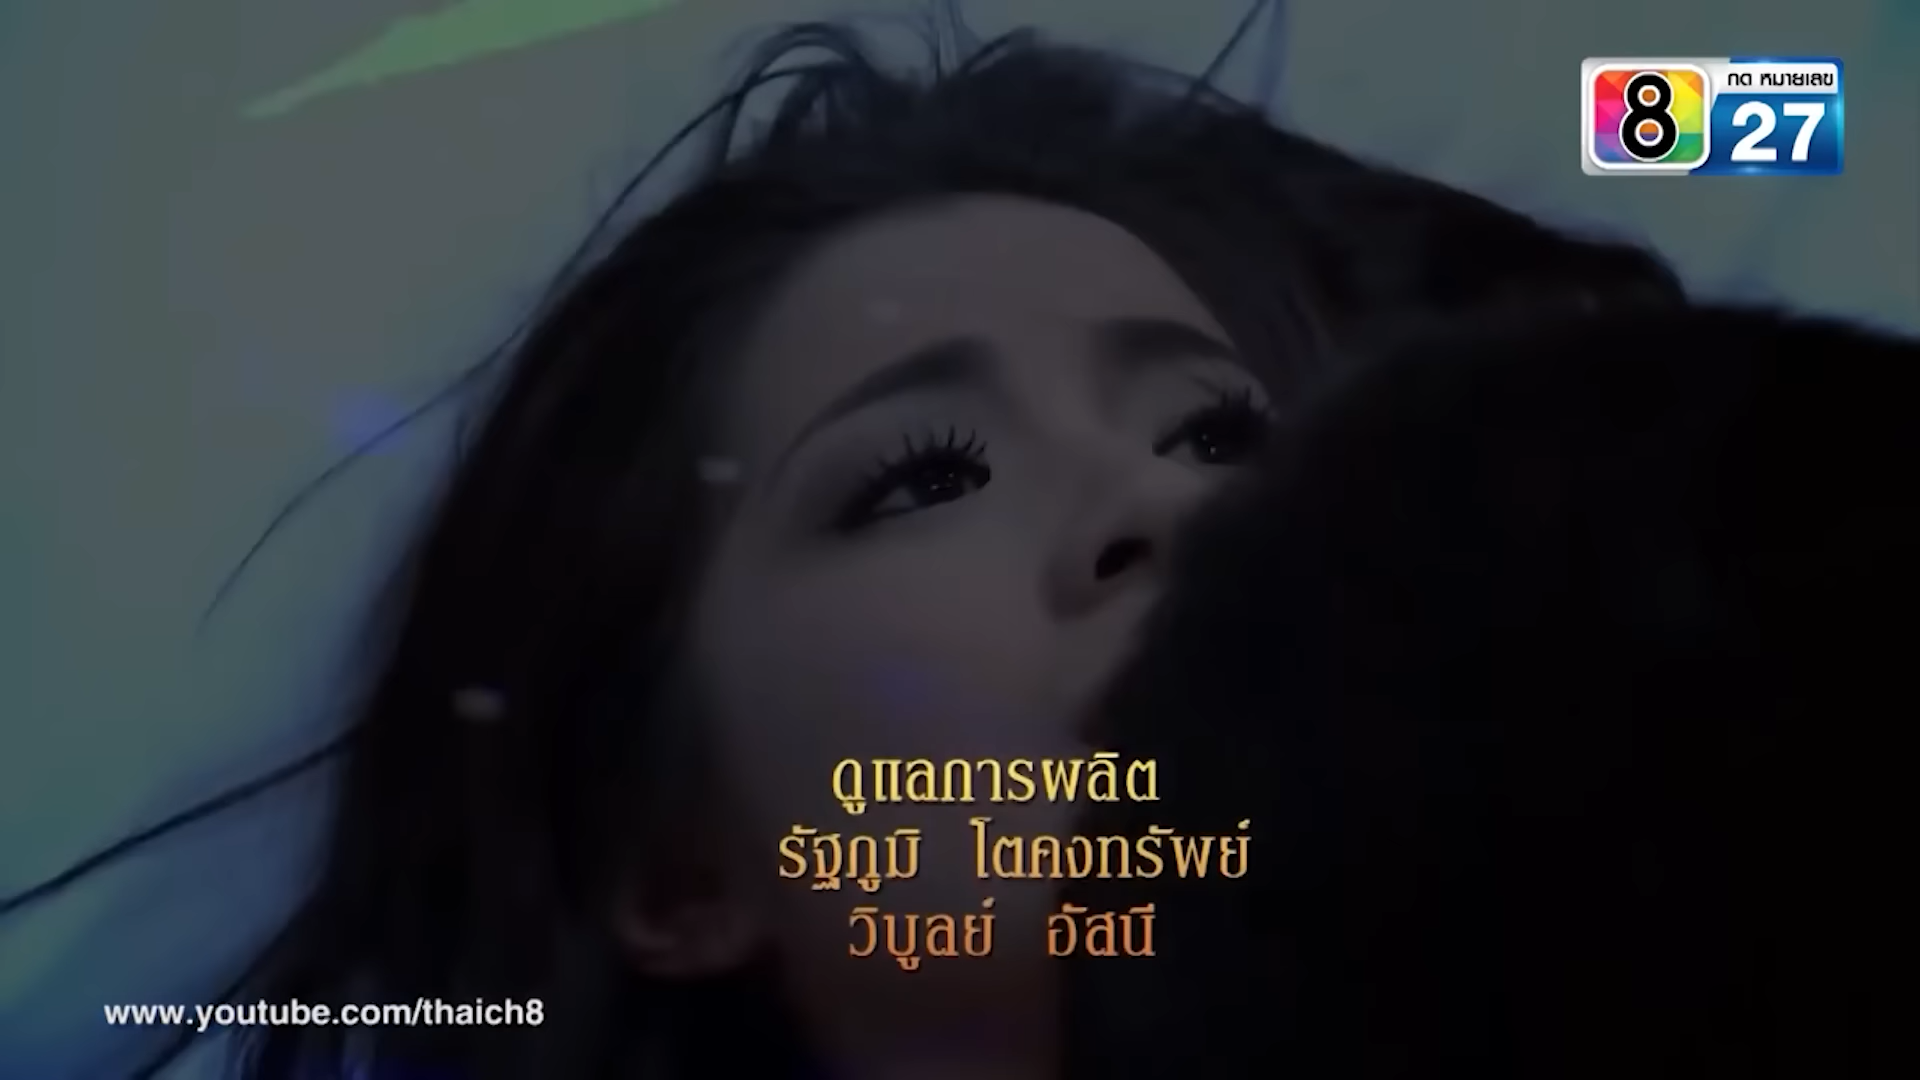 8
กด หมายเลข
27
ดูแลการผลิต
รัฐภูมิ โตคงทรัพย์
วิบูลย์ อัสนี
www.youtube.com/thaich8